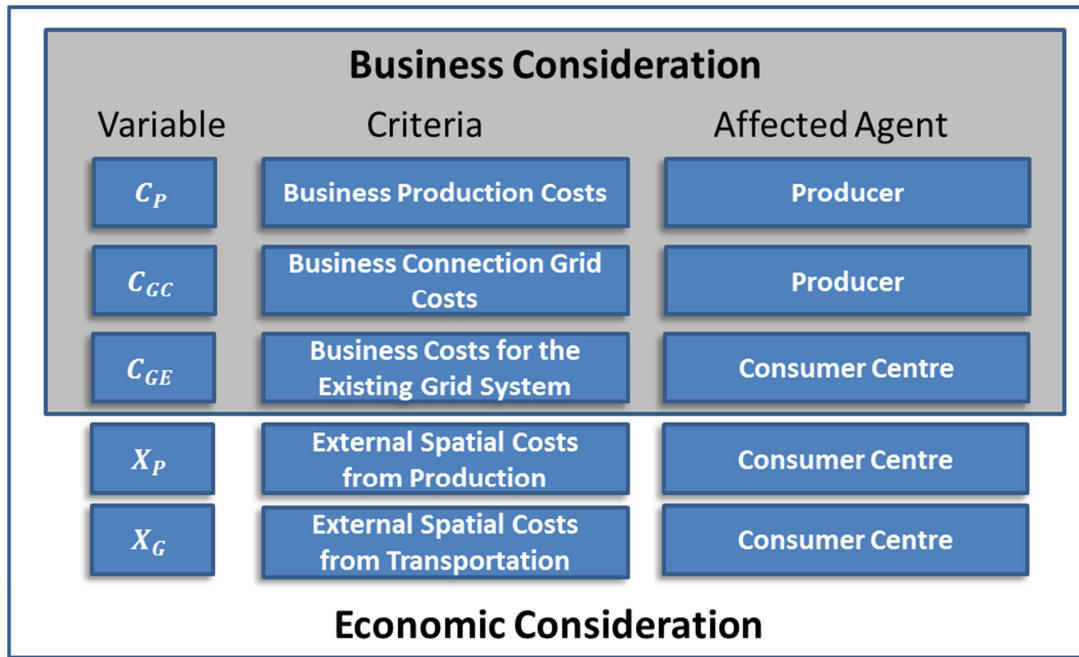 Business Consideration
Variable Criteria Affected Agent
C_P Business Production Costs Producer
C_GC Business Connection Grid
Costs Producer
C_GE Business Costs for the
Existing Grid System Consumer Centre
X_P External Spatial Costs
from Production Consumer Centre
X_G External Spatial Costs
from Transportation Consumer Centre
Economic Consideration